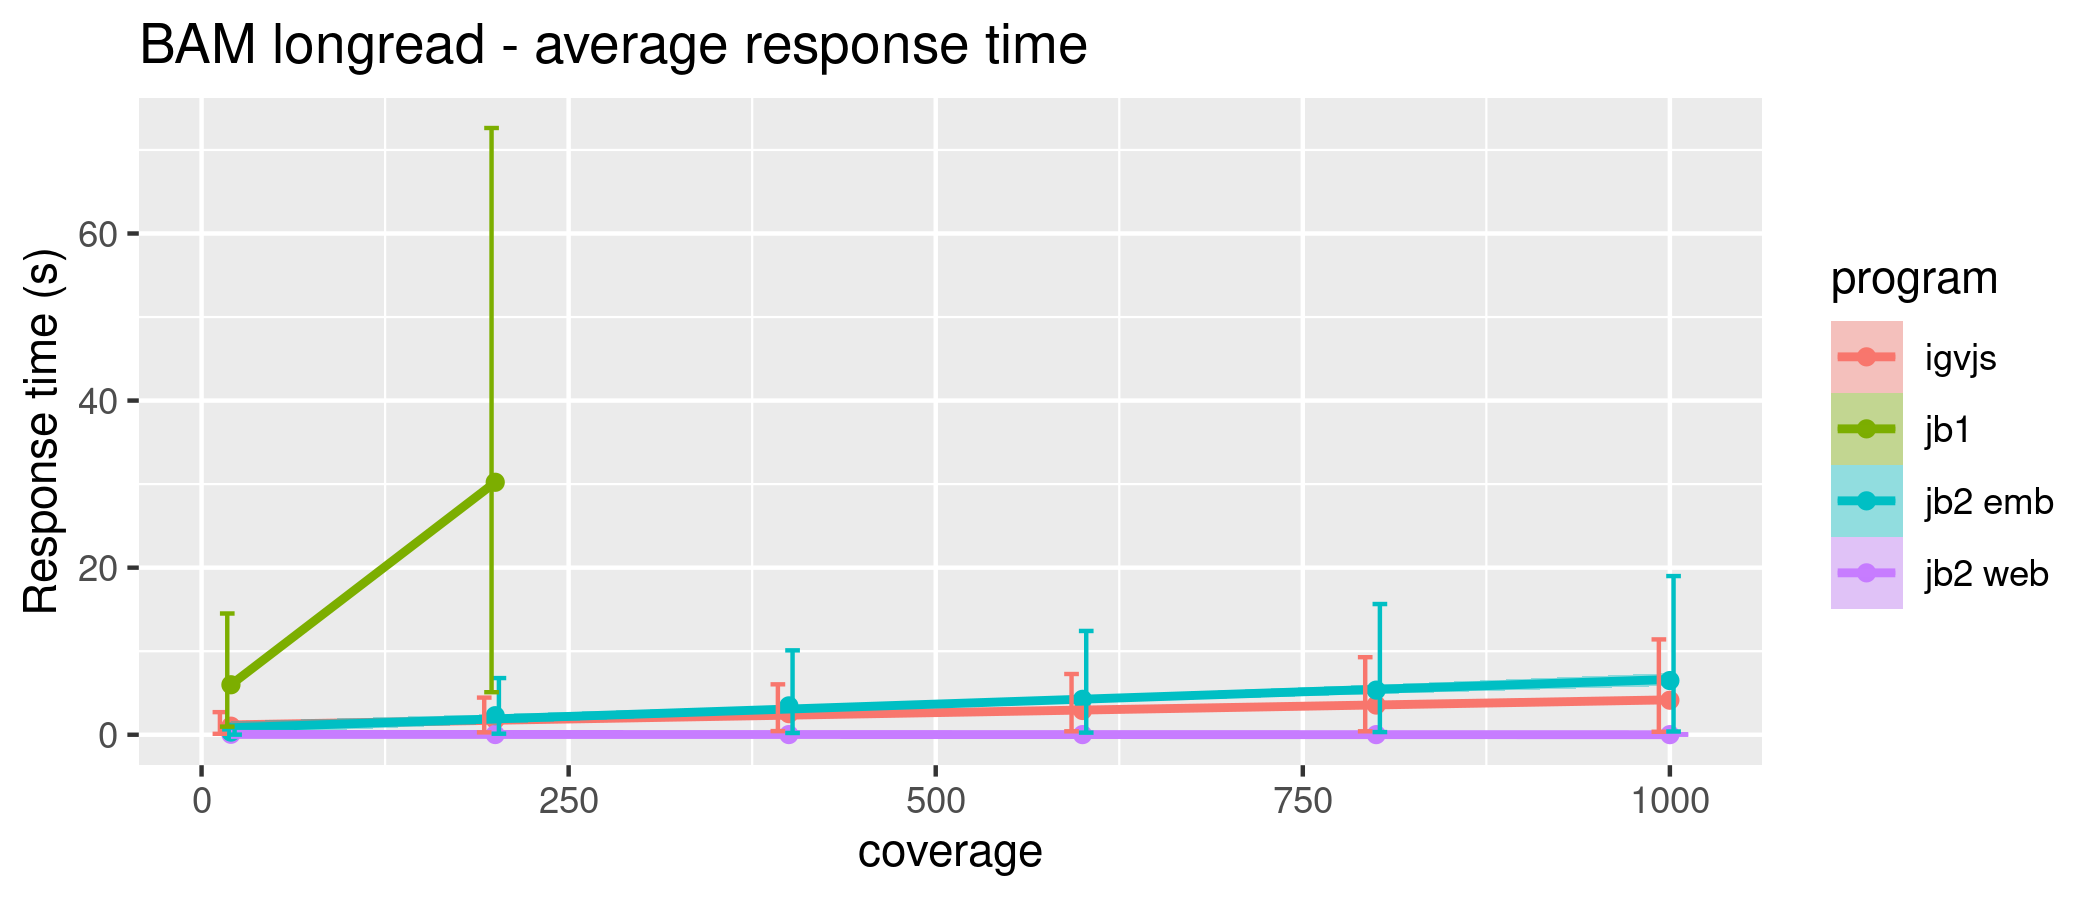 BAM longread - average response time
Response time (s)
60
40
20
0
0 250 500 750 1000
coverage
program
igvjs
jb1
jb2 emb
jb2 web